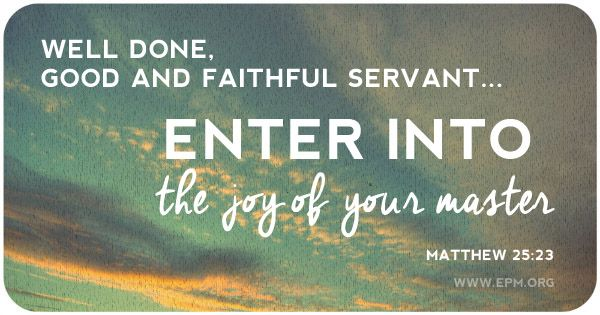 WELL DONE,
GOOD AND FAITHFUL SERVANT...
ENTER INTO
the joy of your master
MATTHEW 25:23
WWW.EPM.ORG